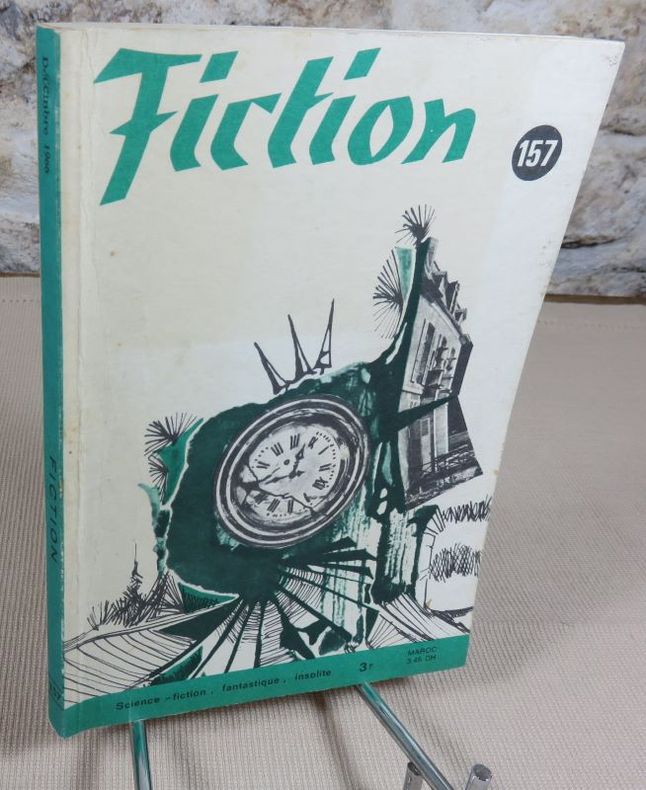 Fiction
157
Science-fiction, fantastique, insolite
3F
MAROC
3.45 DH
Décembre 1966
FICTION